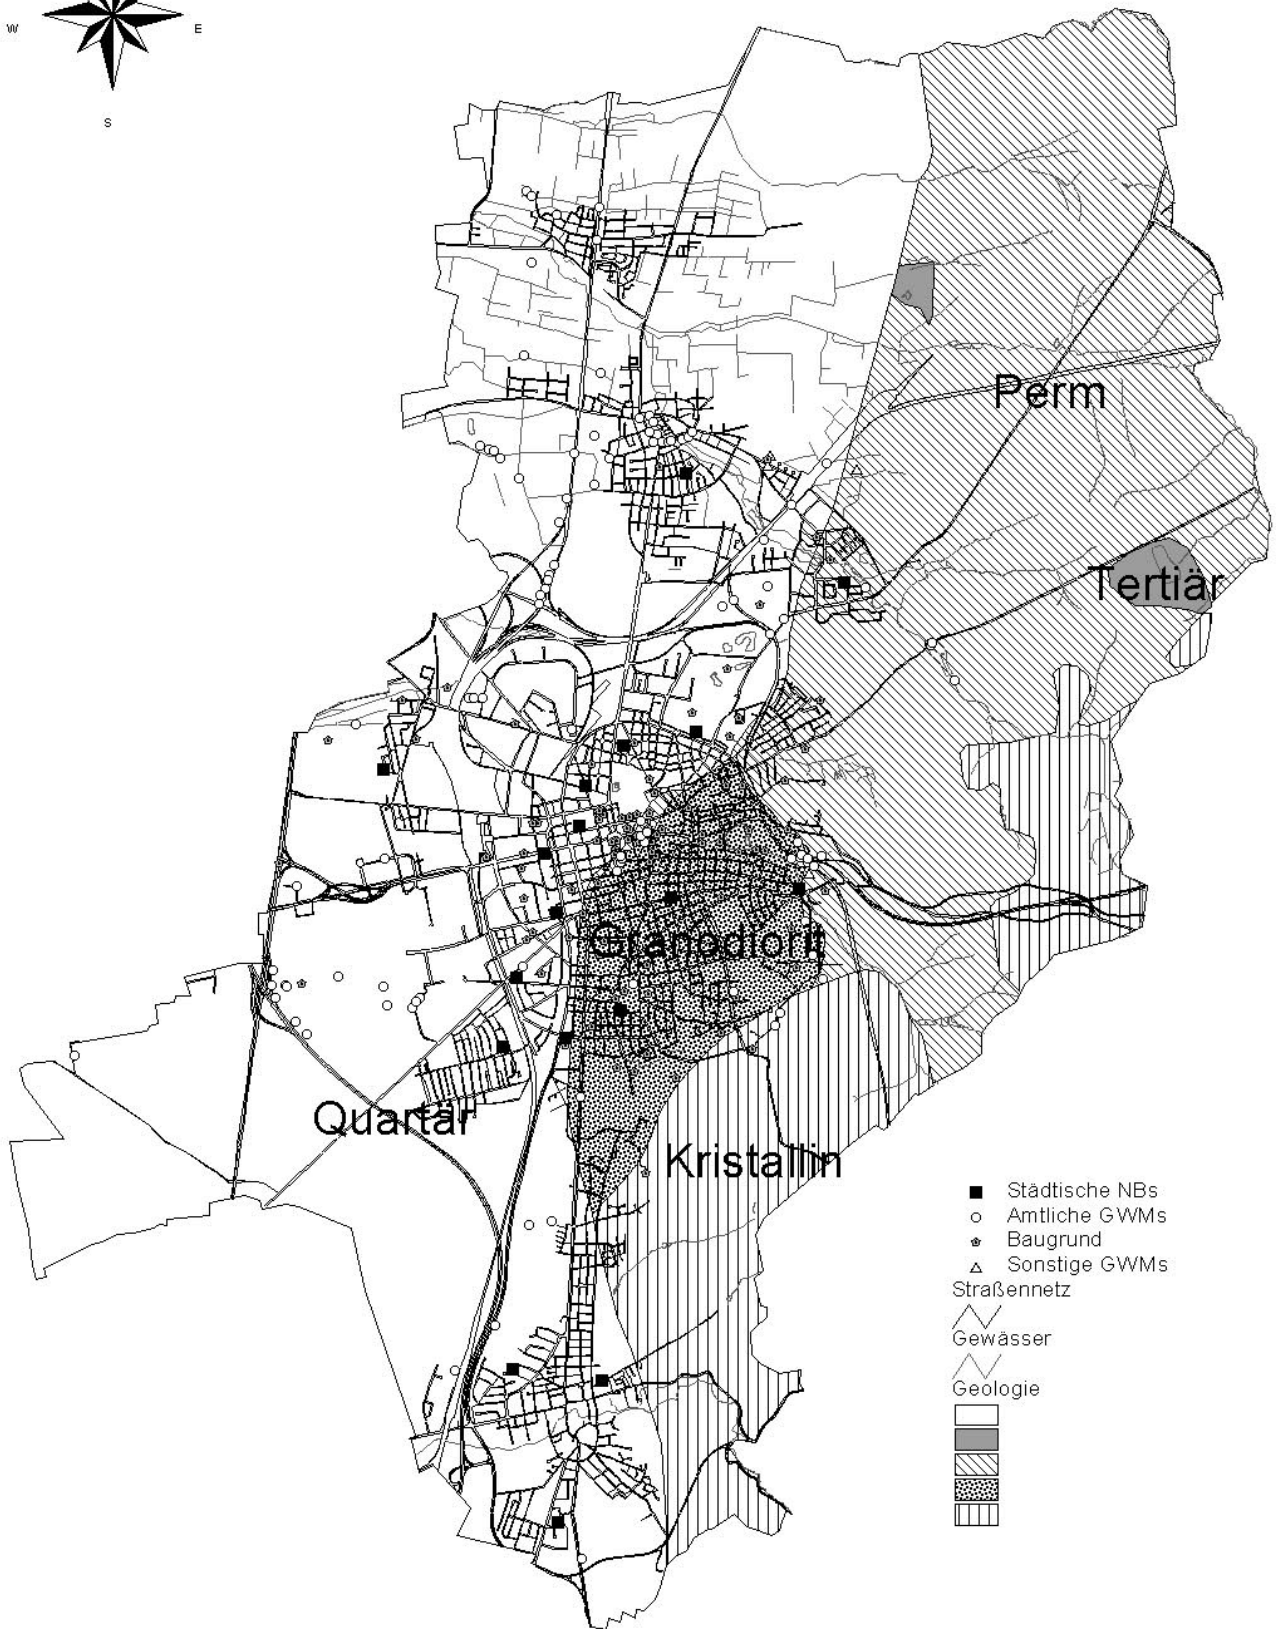 W
E
S
Perm
Tertiär
Granodiorit
Quartär
Kristallin
Städtische NBs
Amtliche GWMs
Baugrund
Sonstige GWMs
Straßennetz
Gewässer
Geologie